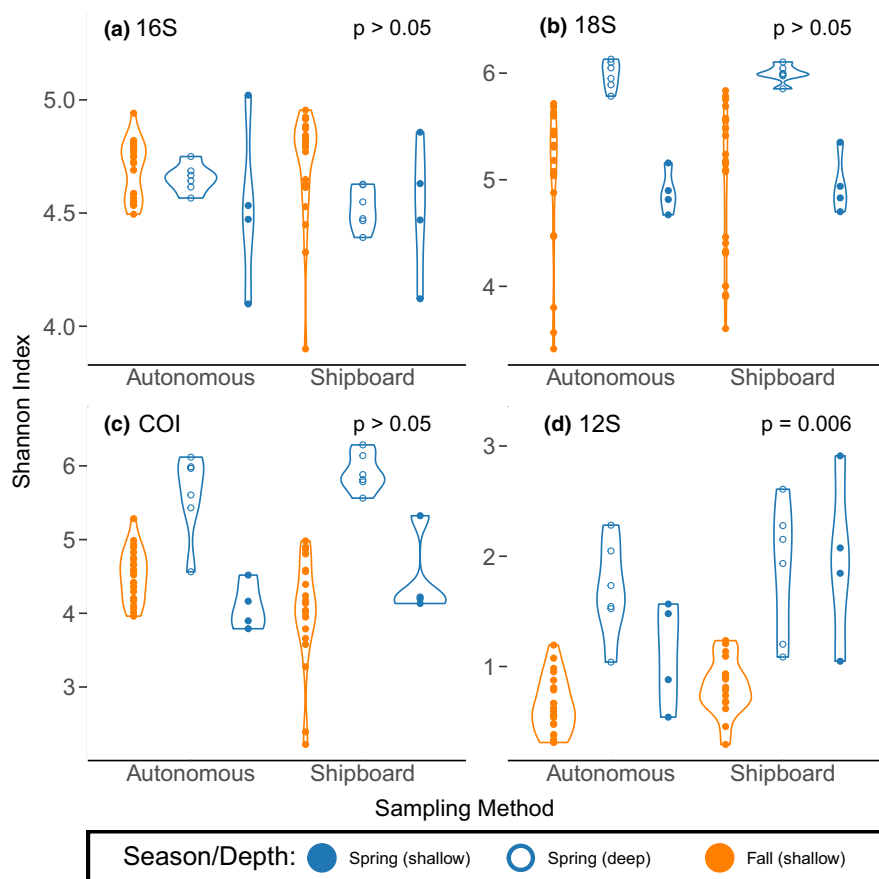 (a) 16S p > 0.05
5.0
4.5
4.0
Autonomous Shipboard
(b) 18S p > 0.05
6
5
4
Autonomous Shipboard
Shannon Index
(c) COI p > 0.05
6
5
4
3
Autonomous Shipboard
(d) 12S p = 0.006
3
2
1
Autonomous Shipboard
Sampling Method
Season/Depth: Spring (shallow) Spring (deep) Fall (shallow)